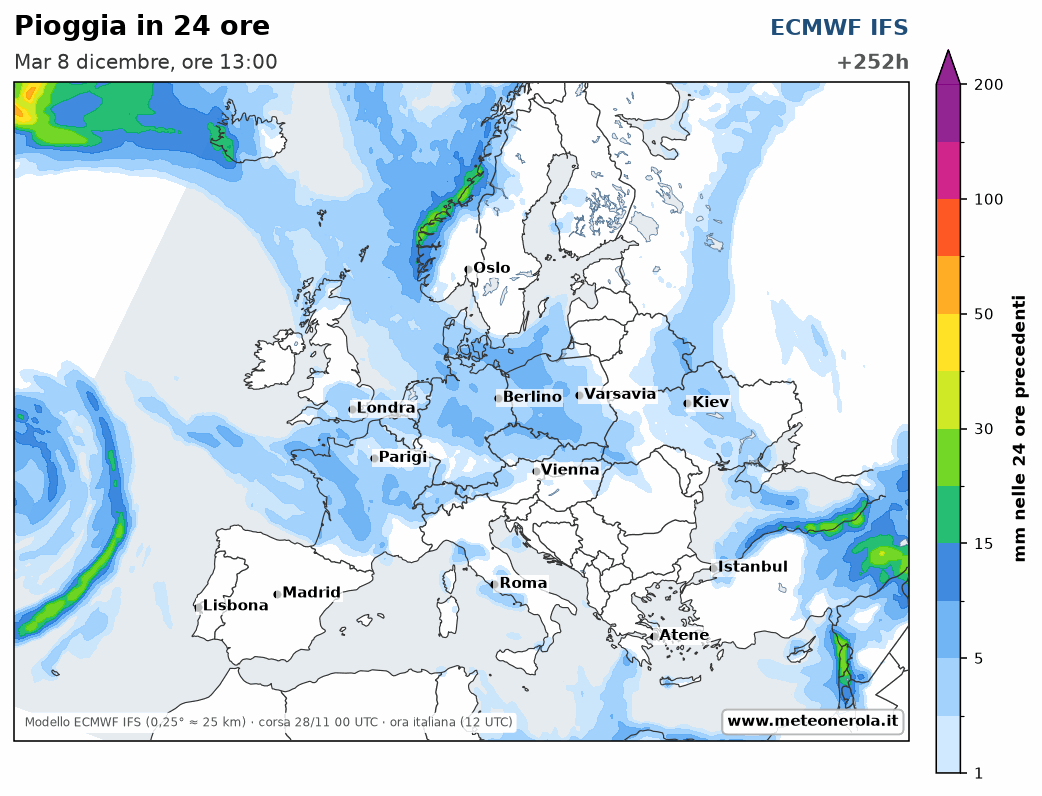 Pioggia in 24 ore
ECMWF IFS
Mar 8 dicembre, ore 13:00
+252h
200
100
50
30
15
5
1
mm nelle 24 ore precedenti
Oslo
Berlino
Varsavia
Kiev
Londra
Parigi
Vienna
Istanbul
Roma
Madrid
Lisbona
Atene
Modello ECMWF IFS (0,25° ≈ 25 km) · corsa 28/11 00 UTC · ora italiana (12 UTC)
www.meteonerola.it